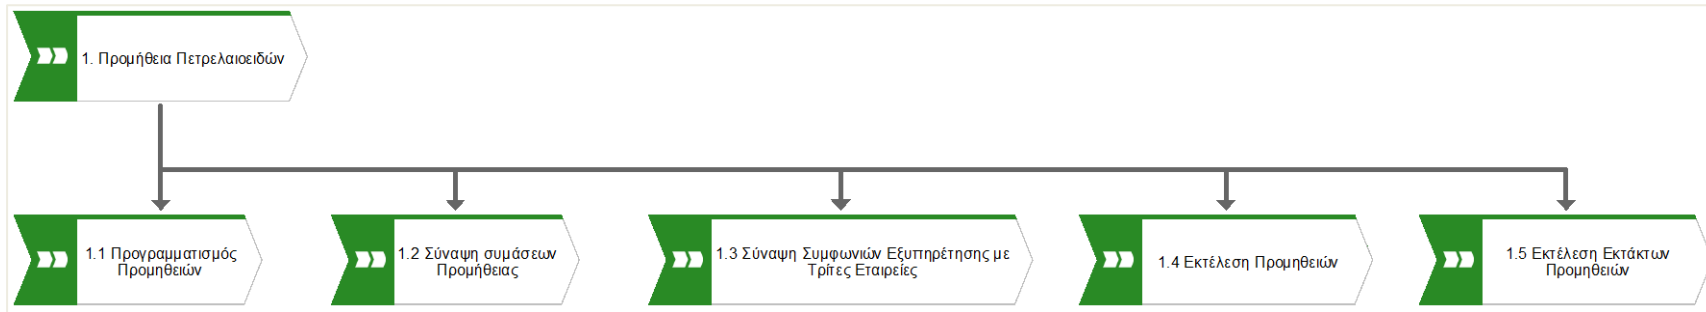 1. Προμήθεια Πετρελαιοειδών
1.1 Προγραμματισμός
Προμηθειών
1.2 Σύναψη συμάσεων
Προμήθειας
1.3 Σύναψη Συμφωνιών Εξυπηρέτησης με
Τρίτες Εταιρείες
1.4 Εκτέλεση Προμηθειών
1.5 Εκτέλεση Εκτάκτων
Προμηθειών